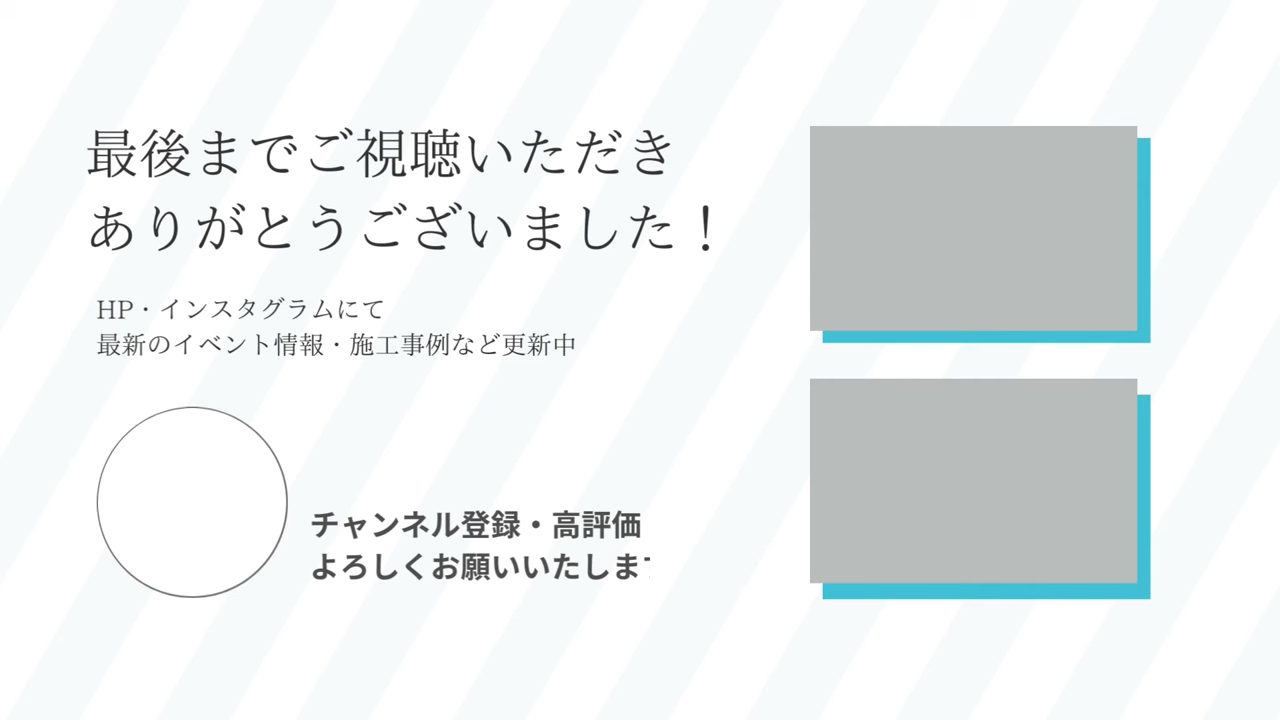 最後までご視聴いただき
ありがとうございました！
HP・インスタグラムにて
最新のイベント情報・施工事例など更新中
チャンネル登録・高評価
よろしくお願いいたしま